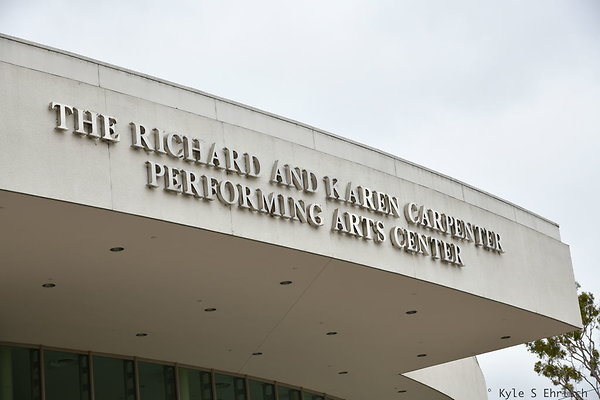 THE RICHARD AND KAREN CARPENTER
PERFORMING ARTS CENTER
° Kyle S Ehrlich